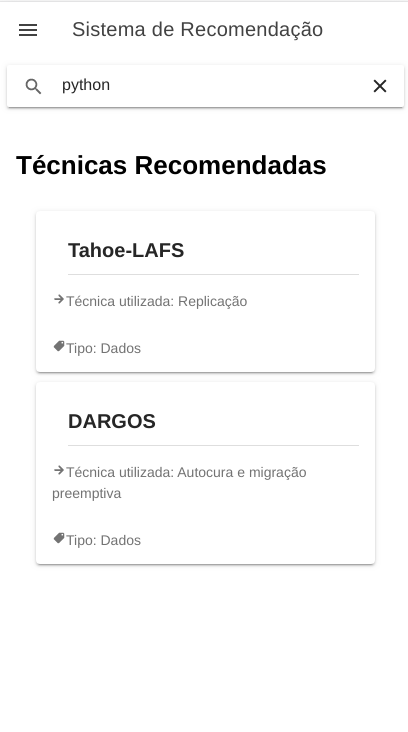 Sistema de Recomendação
python
Técnicas Recomendadas
Tahoe-LAFS
Técnica utilizada: Replicação
Tipo: Dados
DARGOS
Técnica utilizada: Autocura e migração
preemptiva
Tipo: Dados